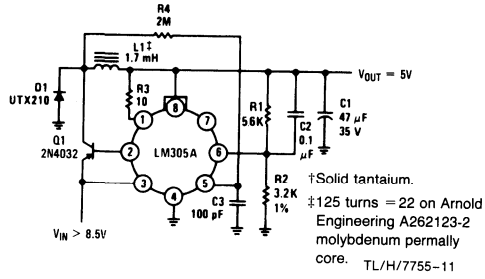 R4
2M
L1‡
1.7 mH
D1
UTX210
R3
10
VOUT = 5V
Q1
2N4032
1
8
7
2
LM305A
6
3
4
5
R1
5.6K
C2
0.1
µF
C1
47 µF
35 V
R2
3.2K
1%
C3
100 pF
VIN > 8.5V
†Solid tantaium.
‡125 turns = 22 on Arnold
Engineering A262123-2
molybdenum permally
core.
TL/H/7755-11